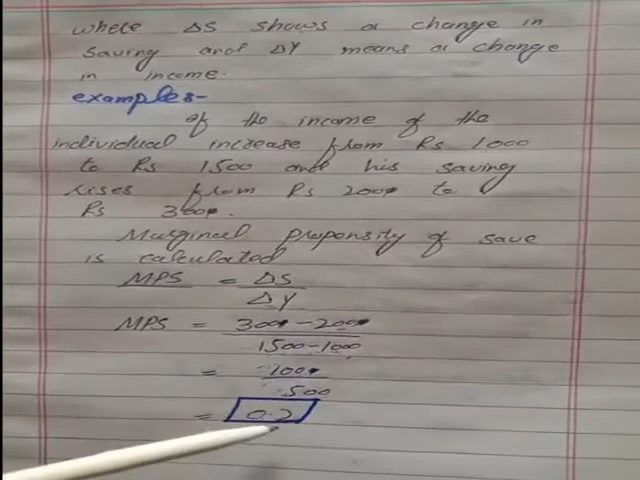 where ΔS shows a change in
saving and ΔY means a change
in income.
examples-
If the income of the
individual increase from Rs 1000
to Rs 1500 and his saving
rises from Rs 200 to
Rs 300.
Marginal propensity of save
is calculated
MPS = ΔS
ΔY
MPS = 300-200
1500-1000
= 100
500
= 0.2